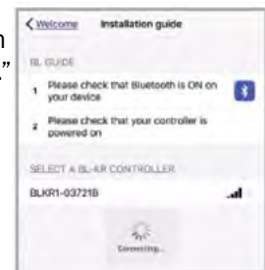 Welcome Installation guide
BL GUIDE
1 Please check that Bluetooth is ON on
your device
2 Please check that your controller is
powered on
SELECT A BL-KR CONTROLLER
BLKR1-03721B
Connecting...